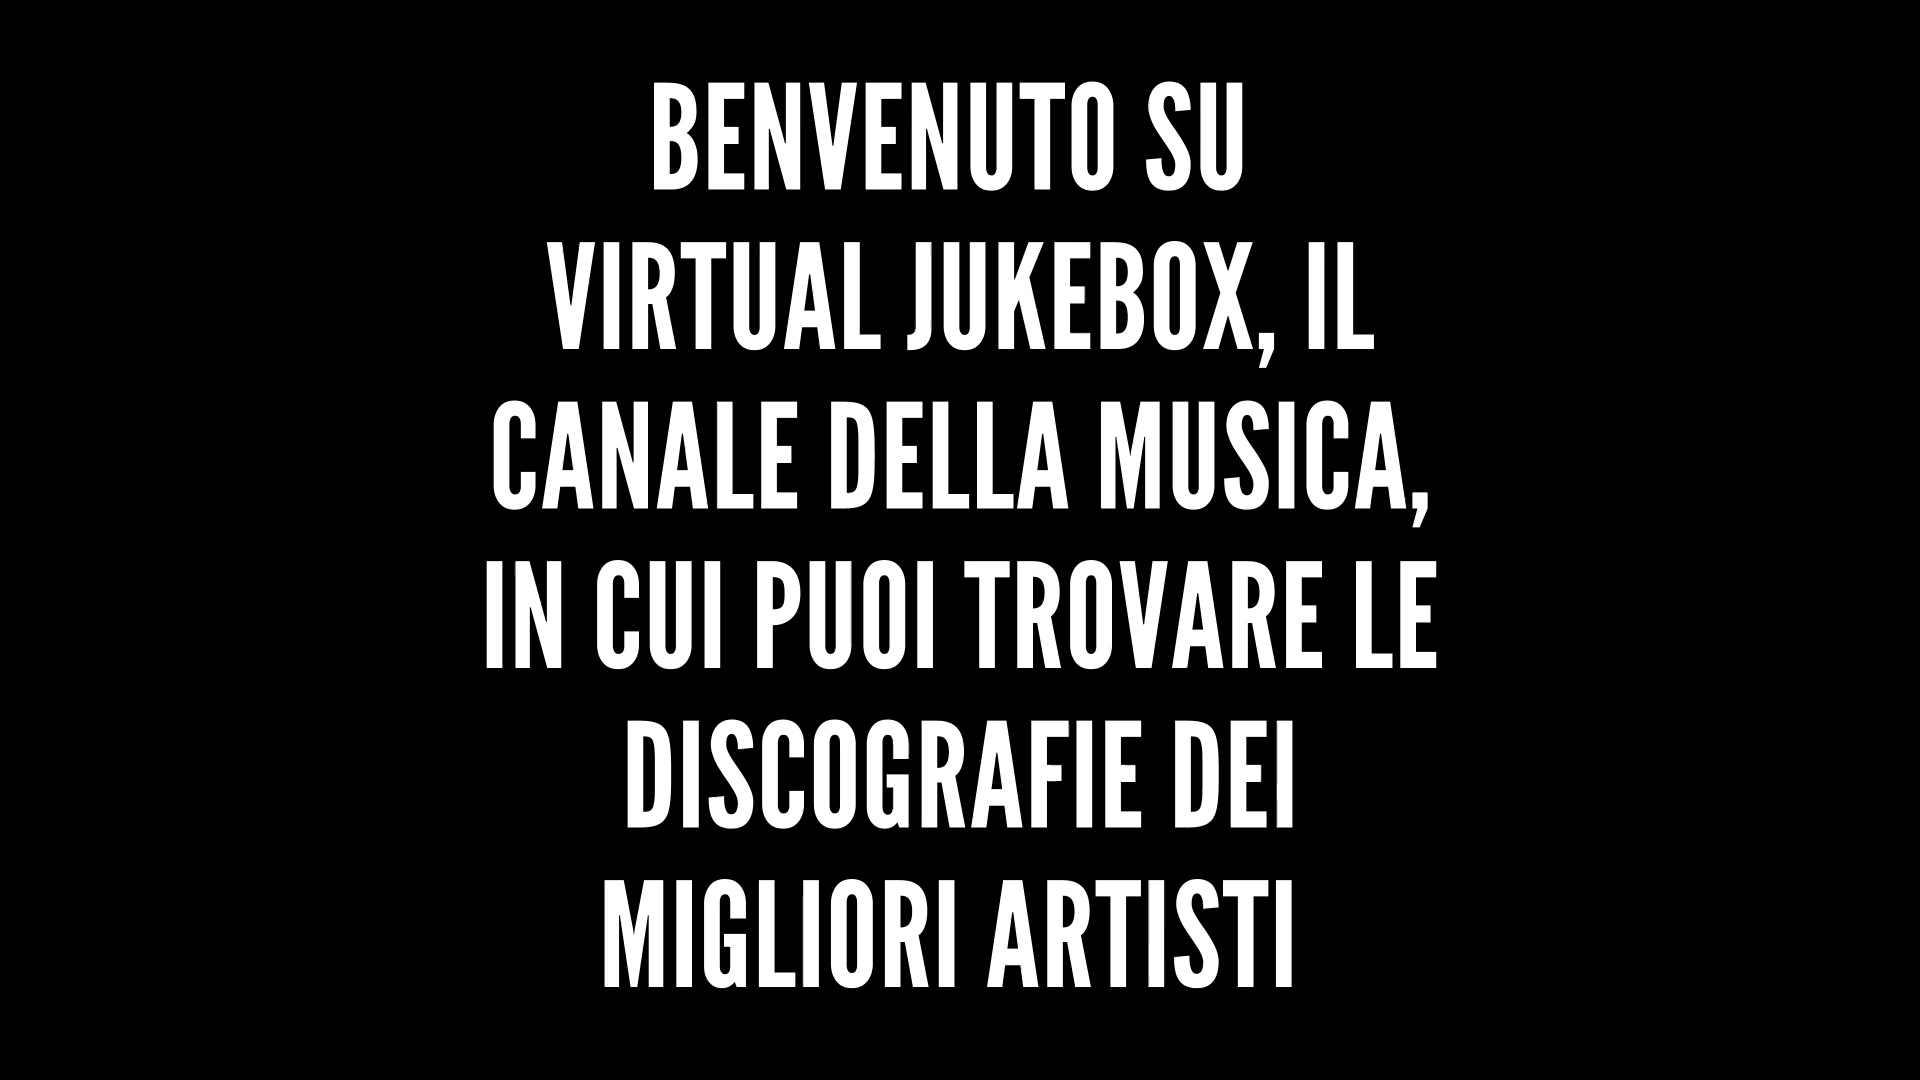 BENVENUTO SU
VIRTUAL JUKEBOX, IL
CANALE DELLA MUSICA,
IN CUI PUOI TROVARE LE
DISCOGRAFIE DEI
MIGLIORI ARTISTI